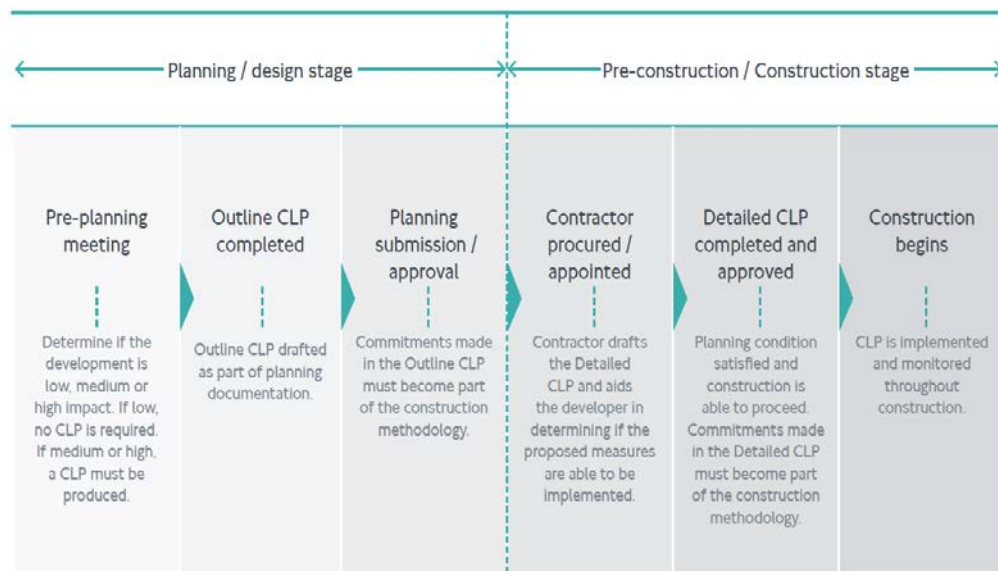 Planning / design stage
Pre-construction / Construction stage
Pre-planning
meeting
Determine if the
development is
low, medium or
high impact. If low,
no CLP is required.
If medium or high,
a CLP must be
produced.
Outline CLP
completed
Outline CLP drafted
as part of planning
documentation.
Planning
submission /
approval
Commitments made
in the Outline CLP
must become part
of the construction
methodology.
Contractor
procured /
appointed
Contractor drafts
the Detailed
CLP and aids
the developer in
determining if the
proposed measures
are able to be
implemented.
Detailed CLP
completed and
approved
Planning condition
satisfied and
construction is
able to proceed.
Commitments made
in the Detailed CLP
must become part
of the construction
methodology.
Construction
begins
CLP is implemented
and monitored
throughout
construction.